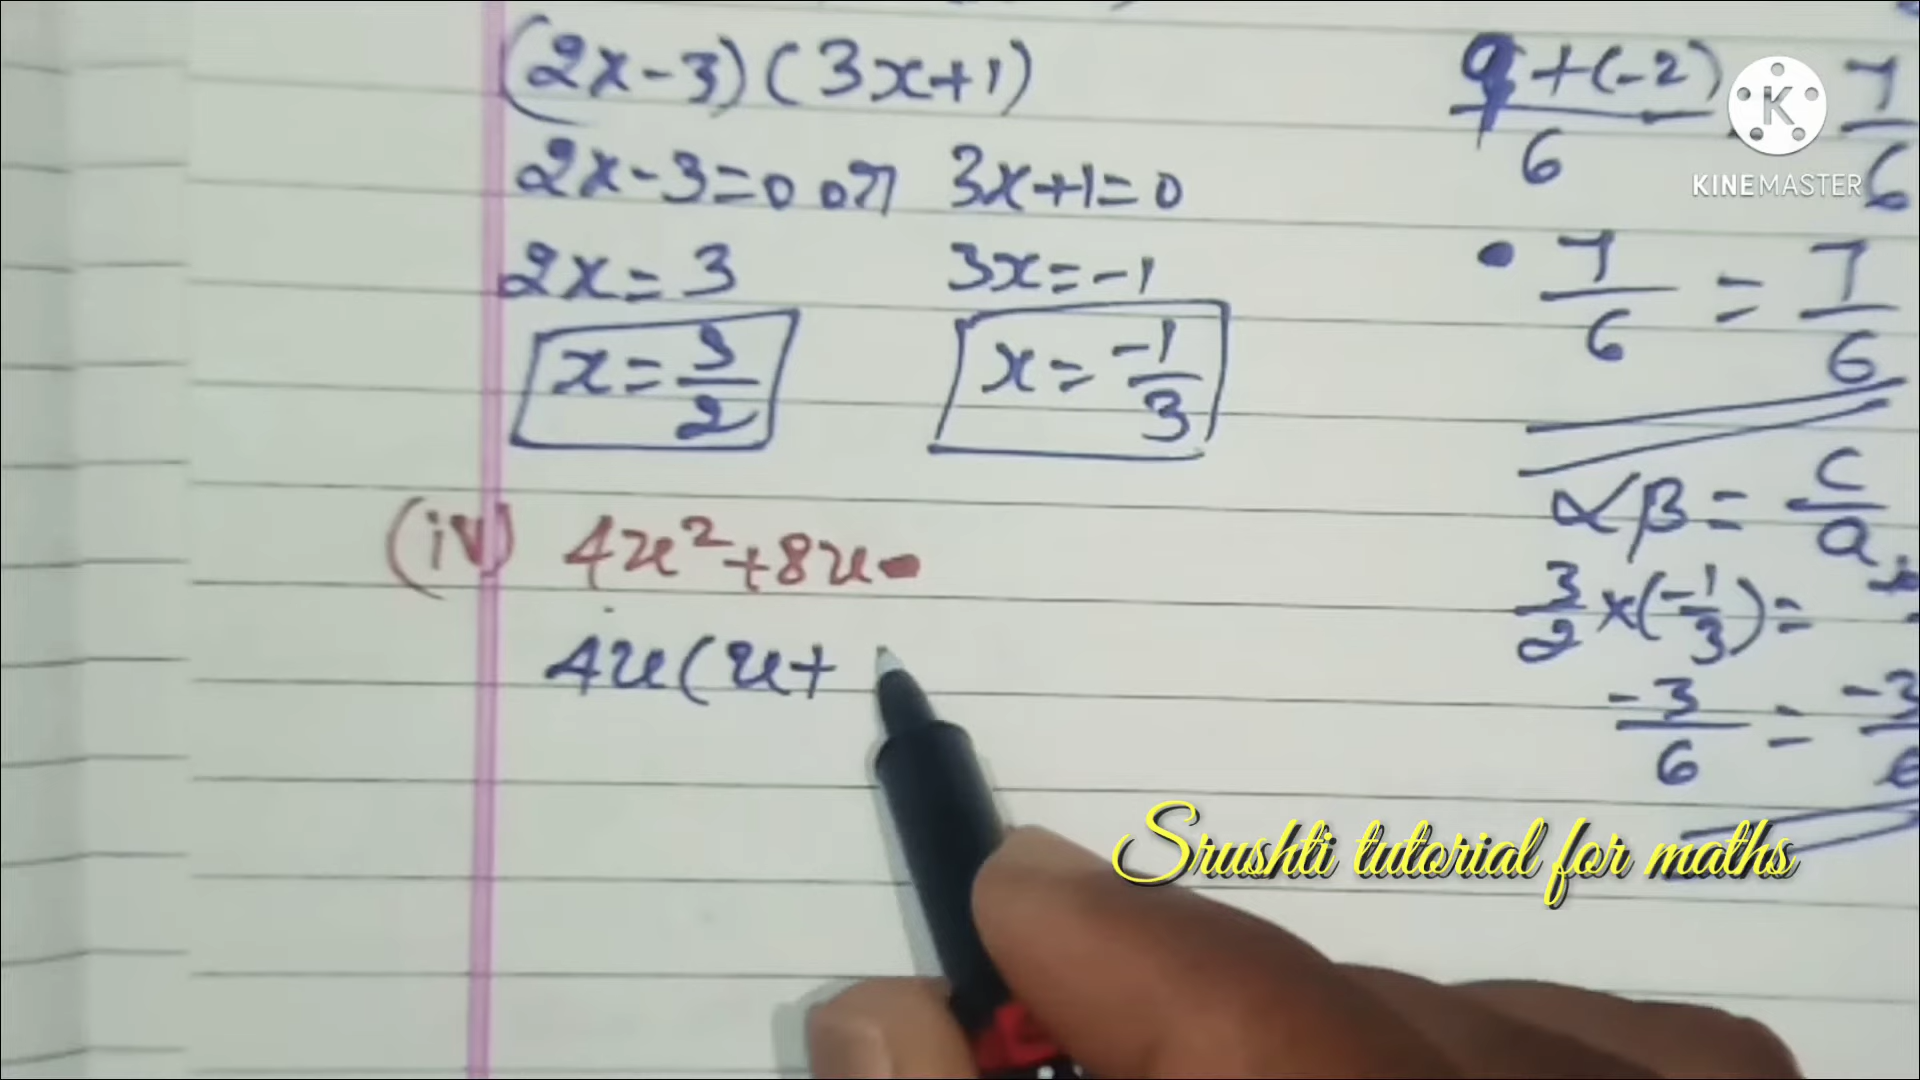 (2x-3)(3x+1)
2x-3=0 or 3x+1=0
2x=3 3x=-1
x=3/2 x=-1/3
(iv) 4u²+8u
4u(u+
9+(-2)/6 7/6
7/6 = 7/6
αβ = c/a
3/2 ×(-1/3)=
-3/6 = -3/6
KINEMASTER
Srushti tutorial for maths